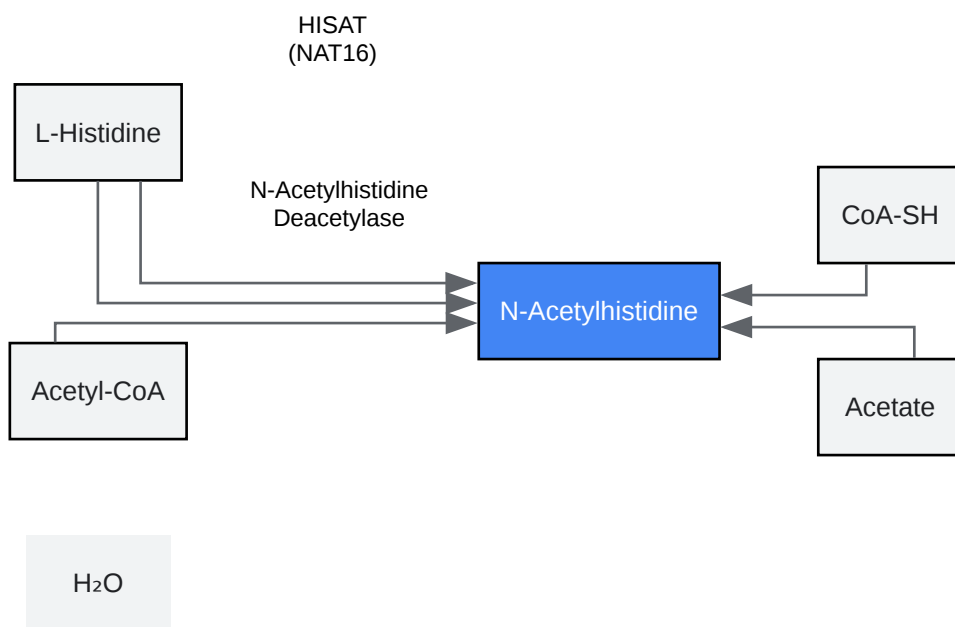 HISAT
(NAT16)
L-Histidine
N-Acetylhistidine
Deacetylase
CoA-SH
N-Acetylhistidine
Acetyl-CoA
Acetate
H₂O